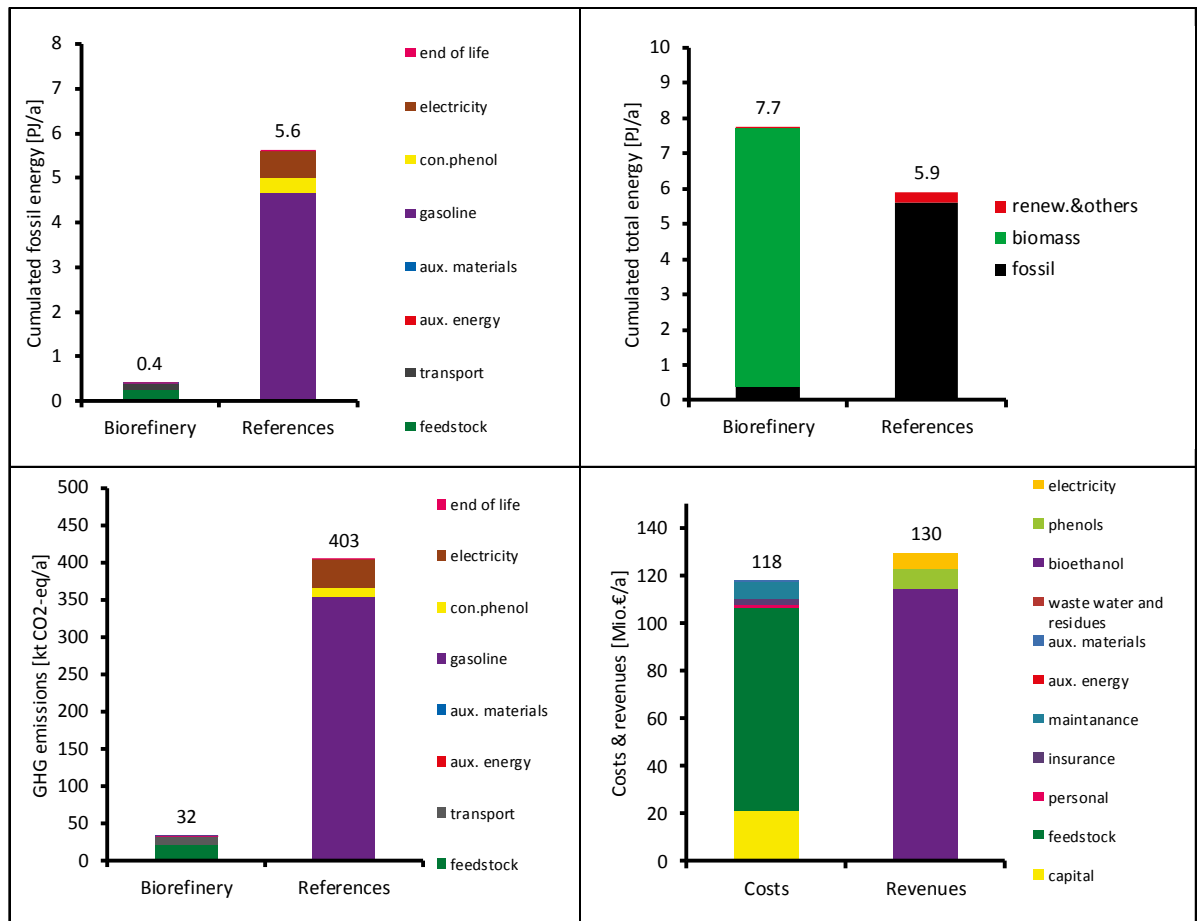 Cumulated fossil energy [PJ/a]
8
7
6
5
4
3
2
1
0
0.4
5.6
Biorefinery
References
end of life
electricity
con.phenol
gasoline
aux. materials
aux. energy
transport
feedstock
Cumulated total energy [PJ/a]
10
9
8
7
6
5
4
3
2
1
0
7.7
5.9
Biorefinery
References
renew.&others
biomass
fossil
GHG emissions [kt CO2-eq/a]
500
450
400
350
300
250
200
150
100
50
0
32
403
Biorefinery
References
end of life
electricity
con.phenol
gasoline
aux. materials
aux. energy
transport
feedstock
Costs & revenues [Mio.€/a]
140
120
100
80
60
40
20
0
118
130
Costs
Revenues
electricity
phenols
bioethanol
waste water and
residues
aux. materials
aux. energy
maintanance
insurance
personal
feedstock
capital